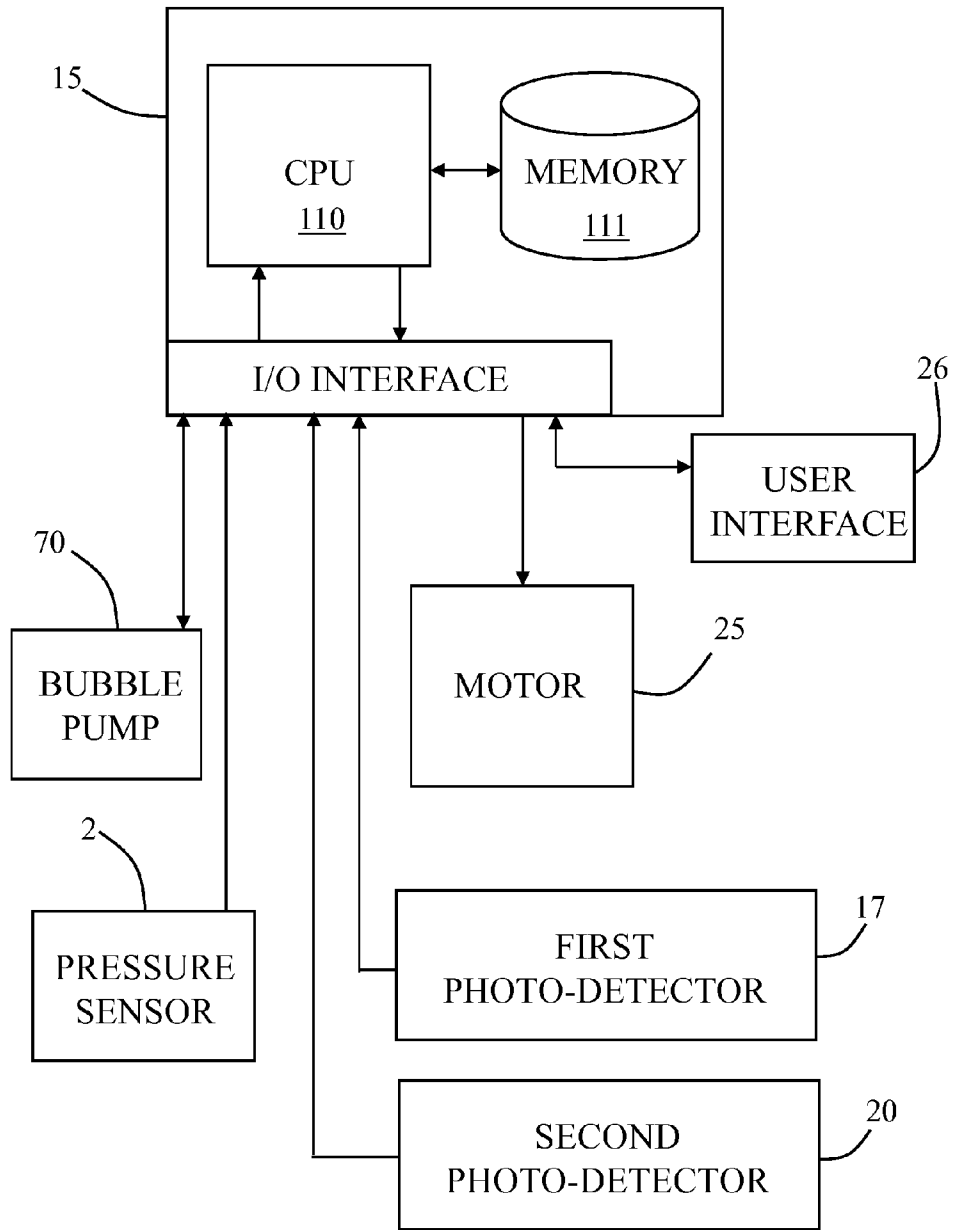 15
CPU
110
MEMORY
111
I/O INTERFACE
26
USER
INTERFACE
70
BUBBLE
PUMP
25
MOTOR
2
PRESSURE
SENSOR
17
FIRST
PHOTO-DETECTOR
20
SECOND
PHOTO-DETECTOR